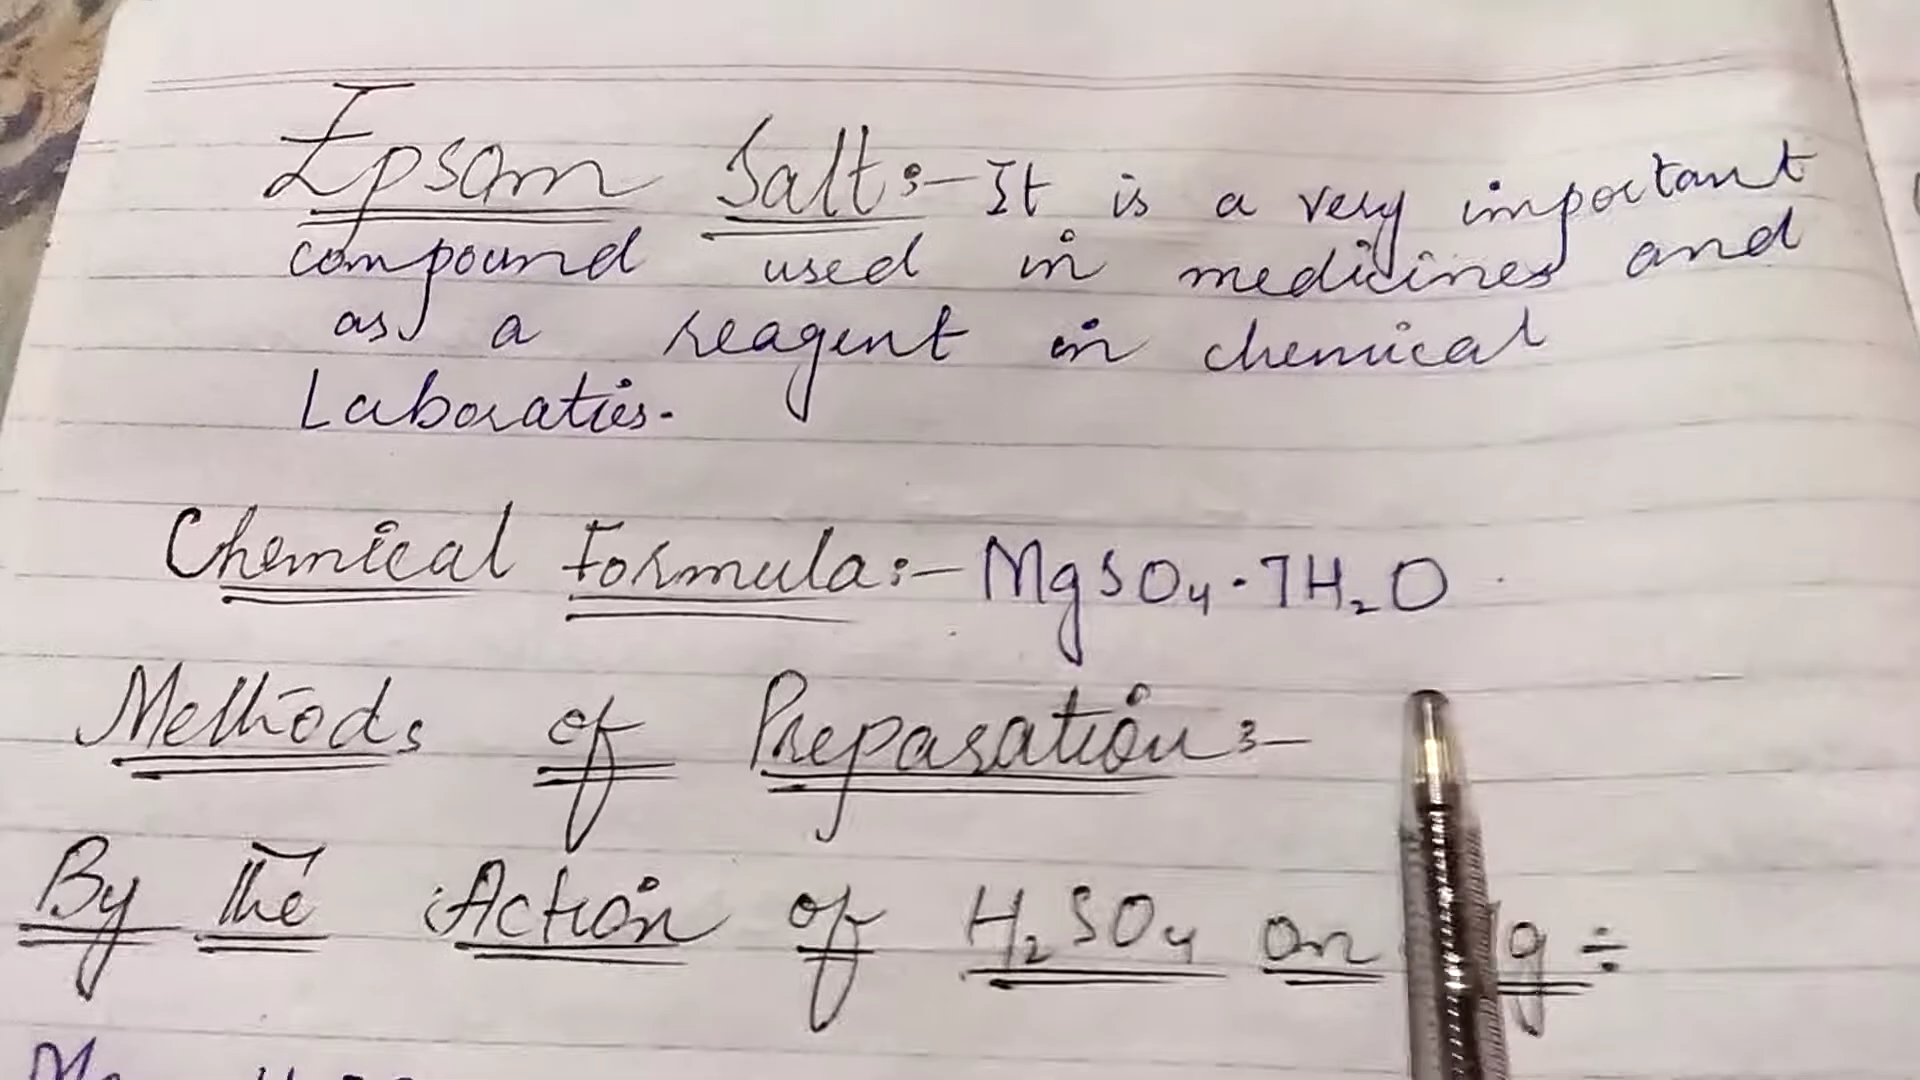 Epsom Salt:- It is a very important
compound used in medicines and
as a reagent in chemical
Laboraties.
Chemical Formula:- MgSO₄·7H₂O
Methods of Preparation:-
By The Action of H₂SO₄ on g ÷